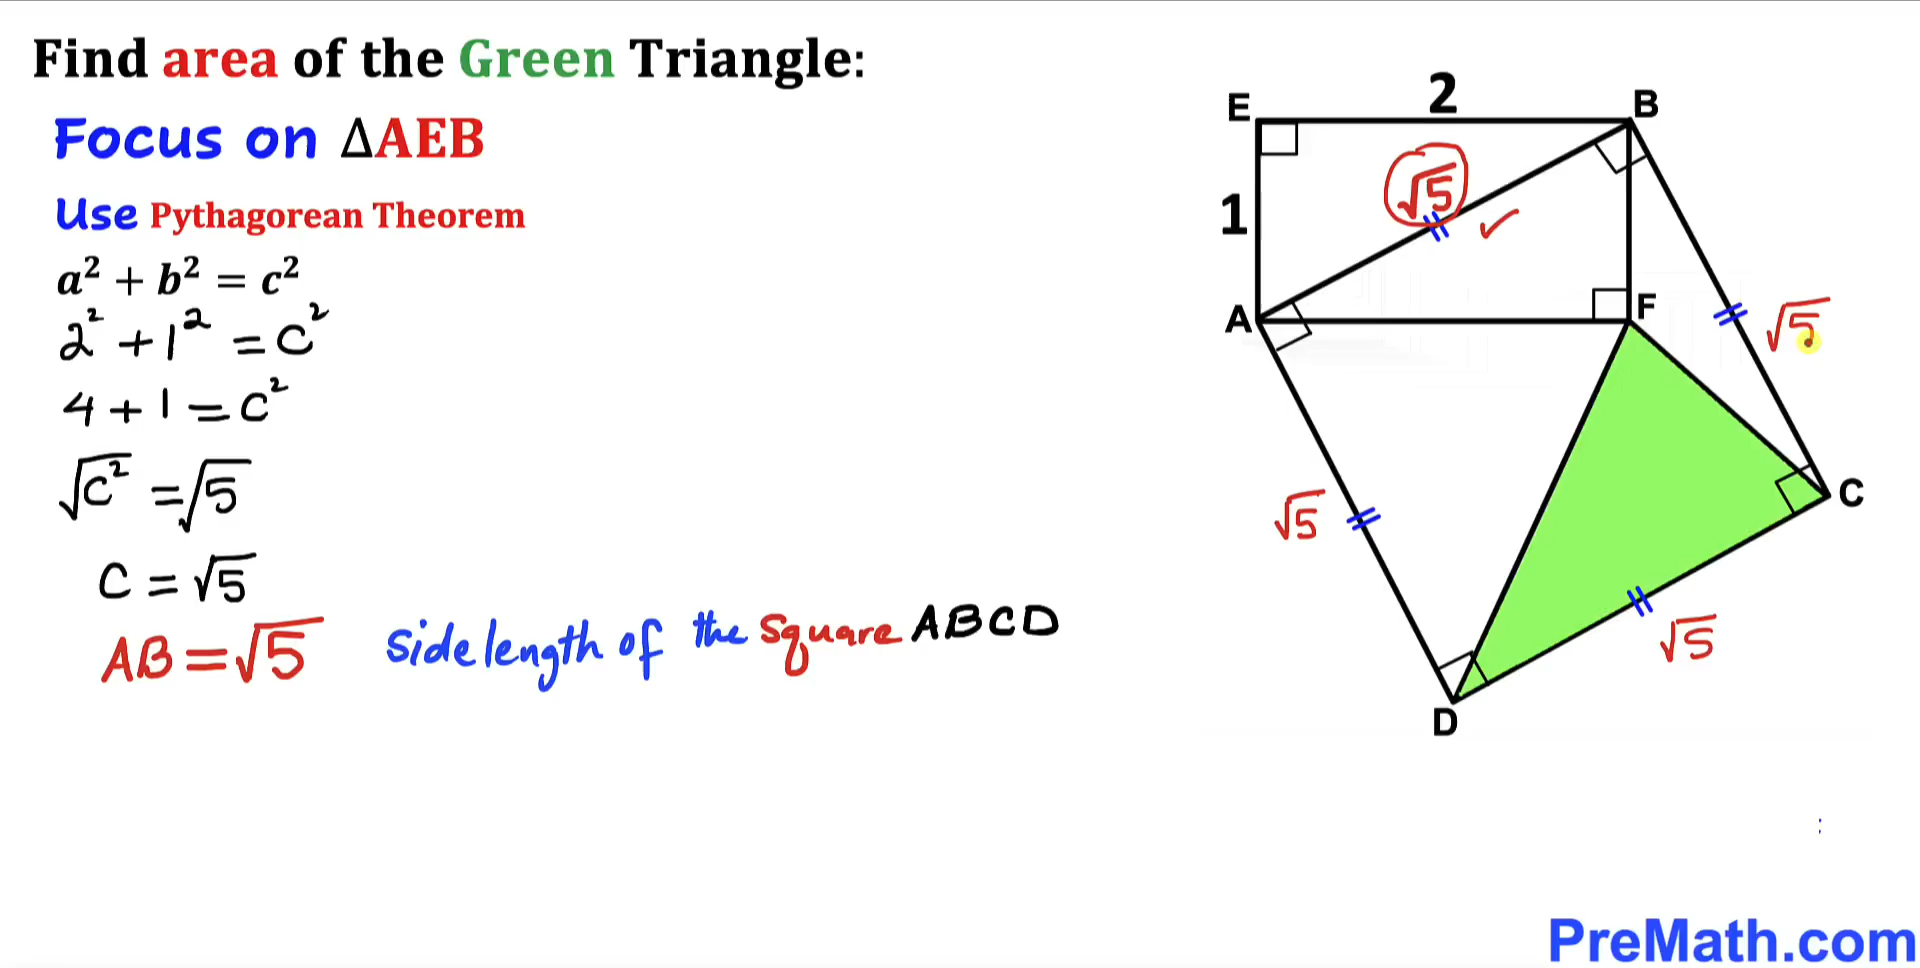 Find area of the Green Triangle:
Focus on ΔAEB
Use Pythagorean Theorem
a² + b² = c²
2² + 1² = c²
4 + 1 = c²
√c² = √5
C = √5
AB = √5 side length of the square ABCD
E
2
B
√5
1
A
F
√5
√5
C
√5
D
PreMath.com